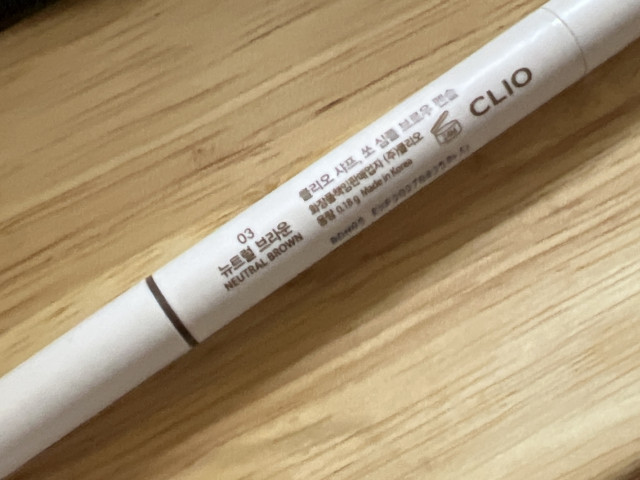 CLIO
클리오 샤프, 쏘 심플 브로우 펜슬
화장품책임판매업자 (주)클리오
용량 0.18 g Made in Korea
03
뉴트럴 브라운
NEUTRAL BROWN